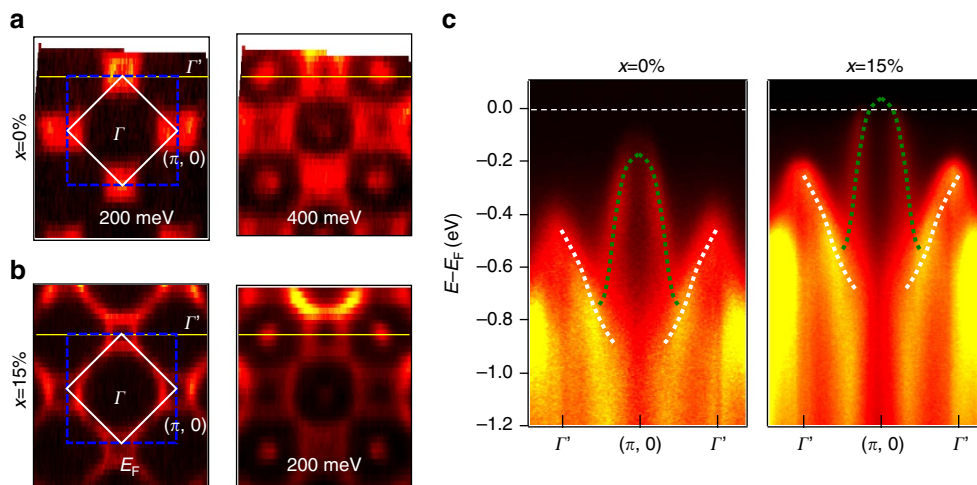 a
Γ'
x=0%
Γ
(π, 0)
200 meV
400 meV
b
Γ'
x=15%
Γ
(π, 0)
E_F
200 meV
c
x=0%
x=15%
E–E_F (eV)
0.0
–0.2
–0.4
–0.6
–0.8
–1.0
–1.2
Γ' (π, 0) Γ'
Γ' (π, 0) Γ'